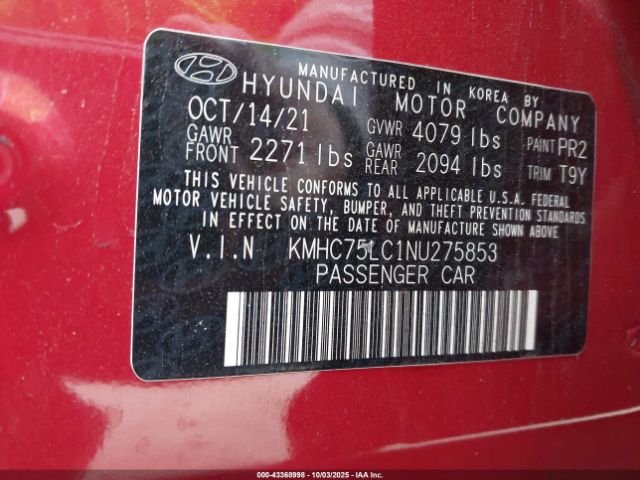 MANUFACTURED IN KOREA BY
HYUNDAI MOTOR COMPANY
OCT/14/21 GVWR 4079 lbs PAINT PR2
GAWR FRONT 2271 lbs GAWR REAR 2094 lbs TRIM T9Y
THIS VEHICLE CONFORMS TO ALL APPLICABLE U.S.A. FEDERAL
MOTOR VEHICLE SAFETY, BUMPER, AND THEFT PREVENTION STANDARDS
IN EFFECT ON THE DATE OF MANUFACTURE SHOWN ABOVE.
V.I.N KMHC75LC1NU275853
PASSENGER CAR
000-43368998 - 10/03/2025 - IAA Inc.